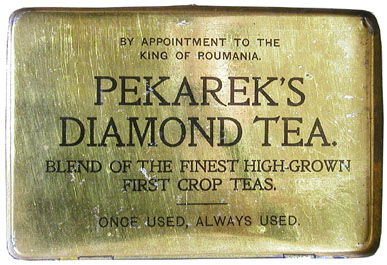 BY APPOINTMENT TO THE
KING OF ROUMANIA.
PEKAREK'S
DIAMOND TEA.
BLEND OF THE FINEST HIGH-GROWN
FIRST CROP TEAS.
ONCE USED, ALWAYS USED.